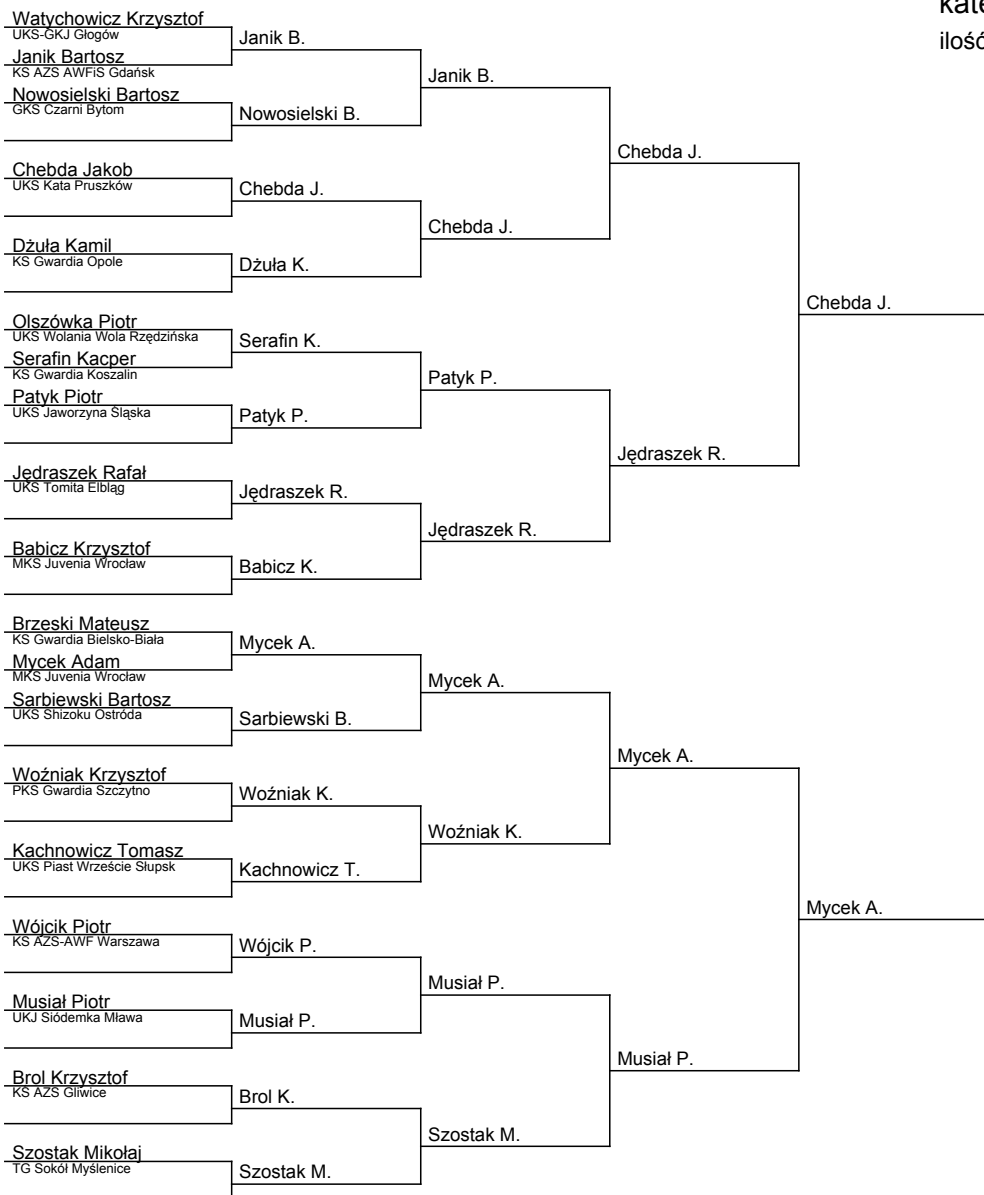 kate
ilość
Watychowicz Krzysztof
UKS-GKJ Głogów
Janik Bartosz
KS AZS AWFiS Gdańsk
Nowosielski Bartosz
GKS Czarni Bytom
Chebda Jakob
UKS Kata Pruszków
Dżuła Kamil
KS Gwardia Opole
Olszówka Piotr
UKS Wolania Wola Rzędzińska
Serafin Kacper
KS Gwardia Koszalin
Patyk Piotr
UKS Jaworzyna Śląska
Jędraszek Rafał
UKS Tomita Elbląg
Babicz Krzysztof
MKS Juvenia Wrocław
Brzeski Mateusz
KS Gwardia Bielsko-Biała
Mycek Adam
MKS Juvenia Wrocław
Sarbiewski Bartosz
UKS Shizoku Ostróda
Woźniak Krzysztof
PKS Gwardia Szczytno
Kachnowicz Tomasz
UKS Piast Wrzeście Słupsk
Wójcik Piotr
KS AZS-AWF Warszawa
Musiał Piotr
UKJ Siódemka Mława
Brol Krzysztof
KS AZS Gliwice
Szostak Mikołaj
TG Sokół Myślenice
Janik B.
Nowosielski B.
Chebda J.
Dżuła K.
Serafin K.
Patyk P.
Jędraszek R.
Babicz K.
Mycek A.
Sarbiewski B.
Woźniak K.
Kachnowicz T.
Wójcik P.
Musiał P.
Brol K.
Szostak M.
Janik B.
Chebda J.
Patyk P.
Jędraszek R.
Mycek A.
Woźniak K.
Musiał P.
Szostak M.
Chebda J.
Jędraszek R.
Mycek A.
Musiał P.
Chebda J.
Mycek A.